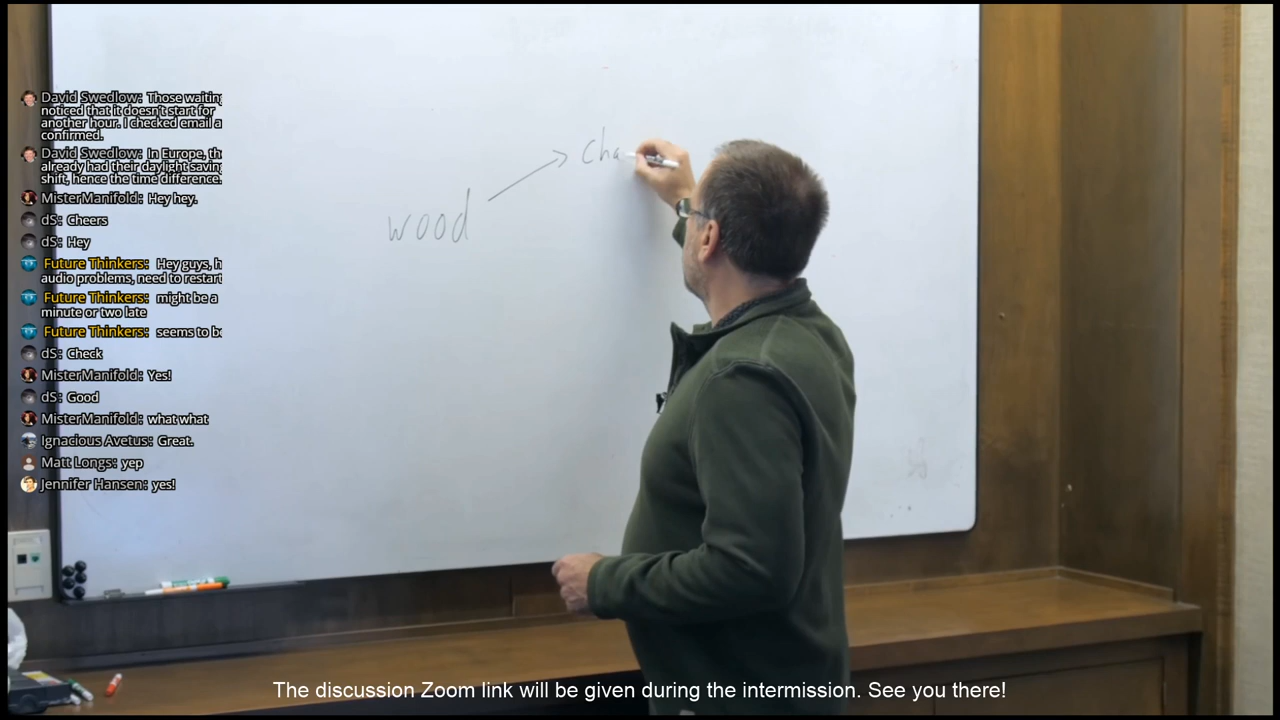 David Swedlow: Those waiting
noticed that it doesn't start for
another hour. I checked email a
confirmed.
David Swedlow: In Europe, th
already had their daylight saving
shift, hence the time difference.
MisterManifold: Hey hey.
dS: Cheers
dS: Hey
Future Thinkers: Hey guys, h
audio problems, need to restart
Future Thinkers: might be a
minute or two late
Future Thinkers: seems to be
dS: Check
MisterManifold: Yes!
dS: Good
MisterManifold: what what
Ignacious Avetus: Great.
Matt Longs: yep
Jennifer Hansen: yes!
wood
Cha
The discussion Zoom link will be given during the intermission. See you there!